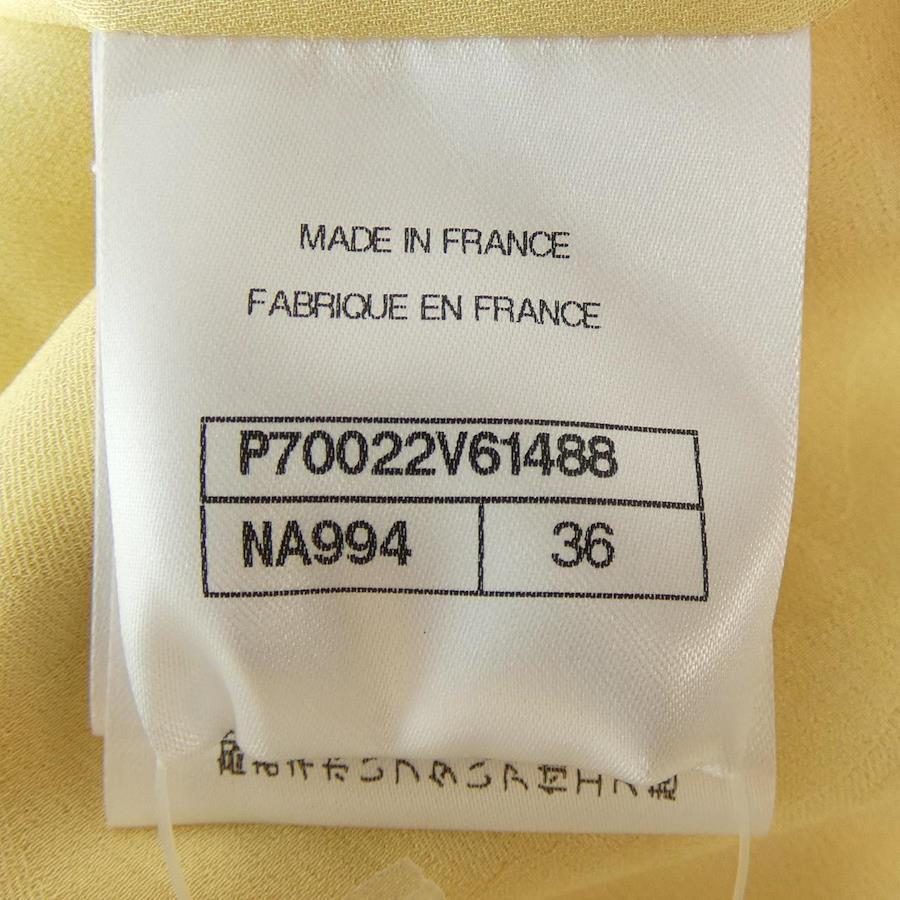 MADE IN FRANCE
FABRIQUE EN FRANCE
P70022V61488
NA994
36